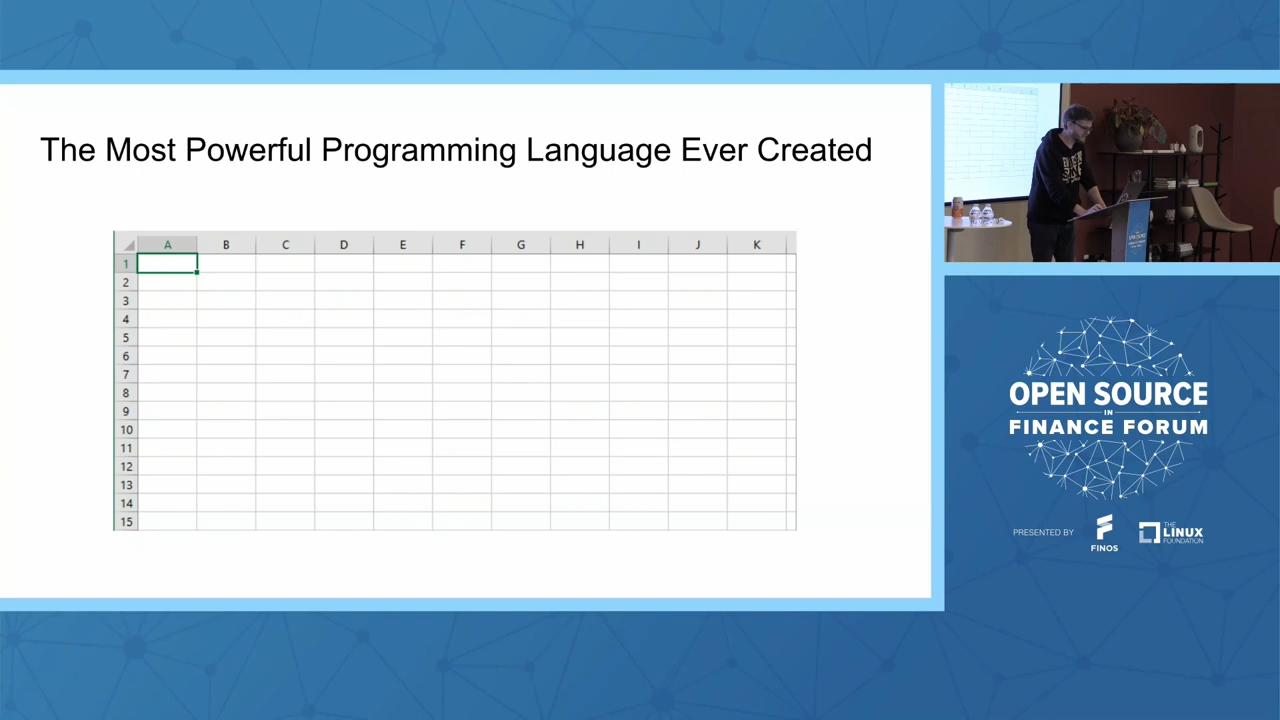 The Most Powerful Programming Language Ever Created
A B C D E F G H I J K
1
2
3
4
5
6
7
8
9
10
11
12
13
14
15
OPEN SOURCE
IN
FINANCE FORUM
PRESENTED BY
FINOS
THE
LINUX
FOUNDATION